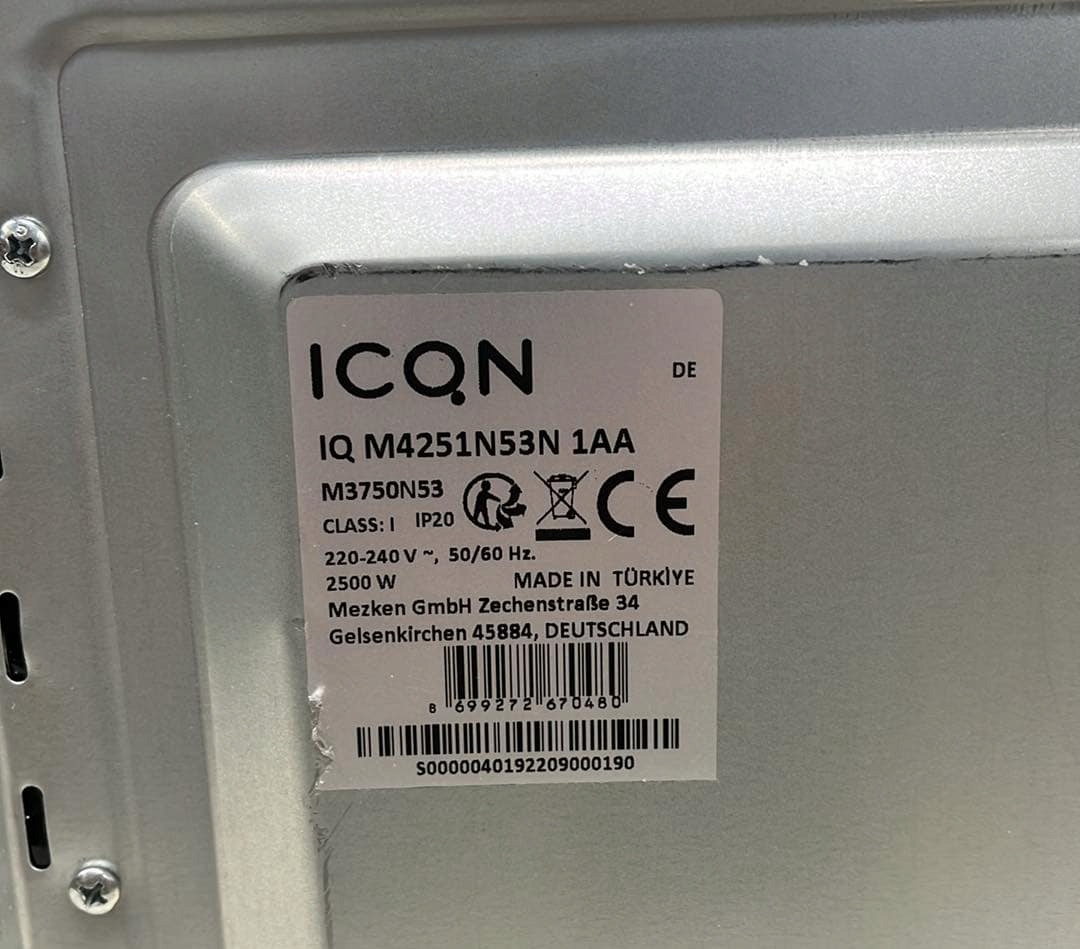 ICQN
DE
IQ M4251N53N 1AA
M3750N53
CLASS: I IP20
220-240 V ~, 50/60 Hz.
2500 W MADE IN TÜRKİYE
Mezken GmbH Zechenstraße 34
Gelsenkirchen 45884, DEUTSCHLAND
8 699272 670480
S0000040192209000190